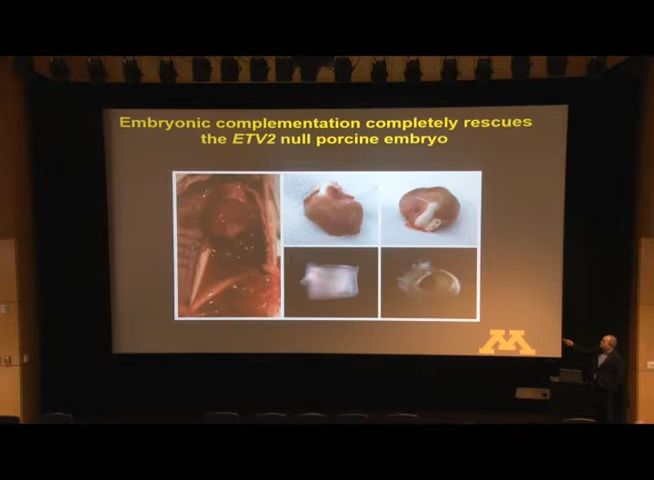 Embryonic complementation completely rescues
the ETV2 null porcine embryo
M